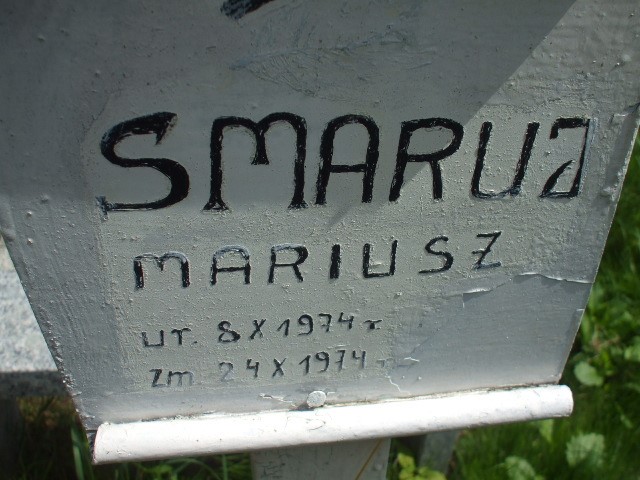 SMARUJ
MARIUSZ
ur. 8 X 1974 r
zm. 24 X 1974 r